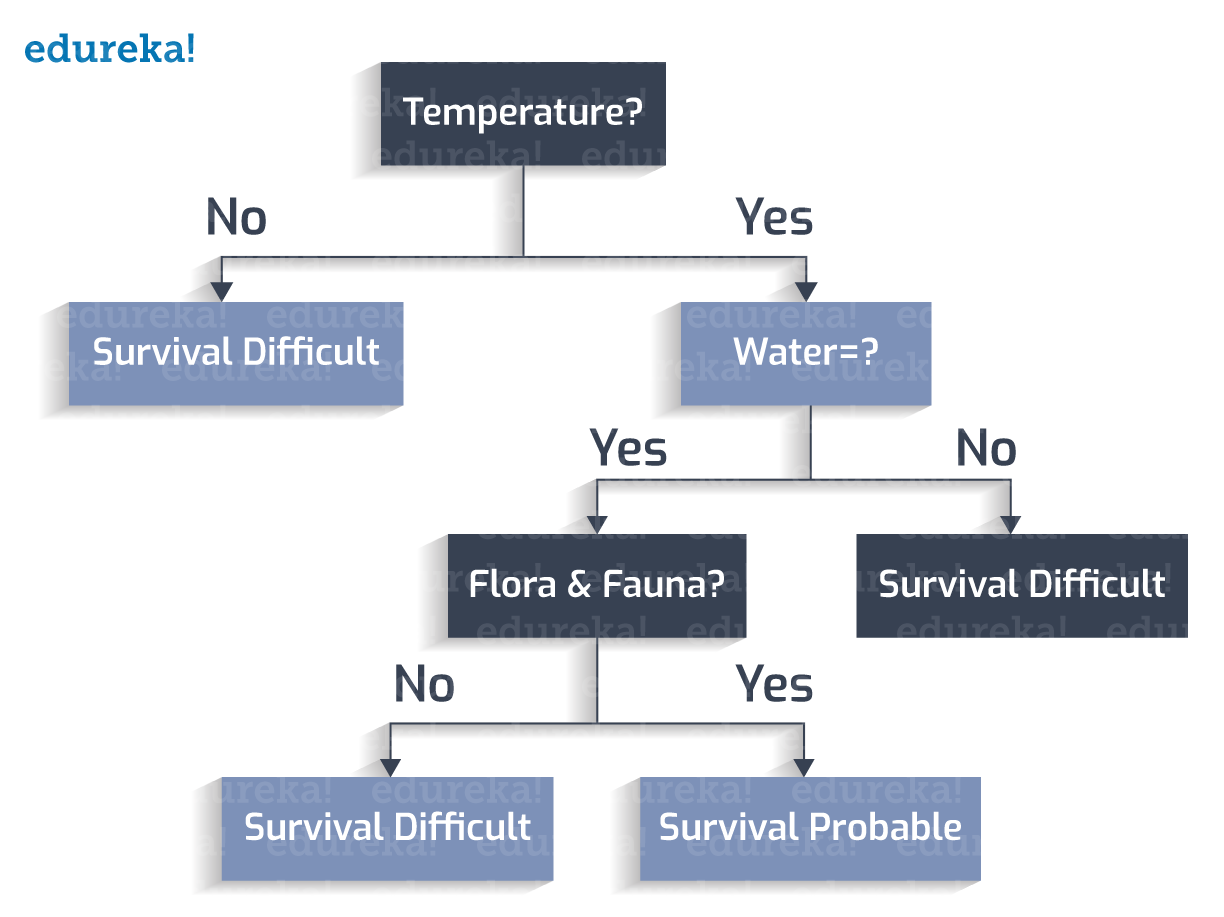 edureka!
Temperature?
No
Yes
Survival Difficult
Water=?
Yes
No
Flora & Fauna?
Survival Difficult
No
Yes
Survival Difficult
Survival Probable